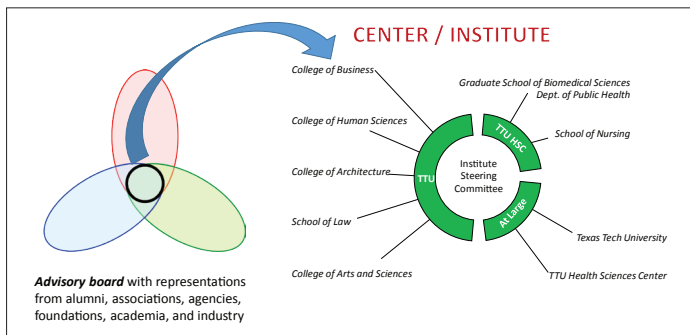 CENTER / INSTITUTE
College of Business
College of Human Sciences
College of Architecture
School of Law
College of Arts and Sciences
TTU
Institute
Steering
Committee
TTU HSC
At Large
Graduate School of Biomedical Sciences
Dept. of Public Health
School of Nursing
Texas Tech University
TTU Health Sciences Center
Advisory board with representations
from alumni, associations, agencies,
foundations, academia, and industry